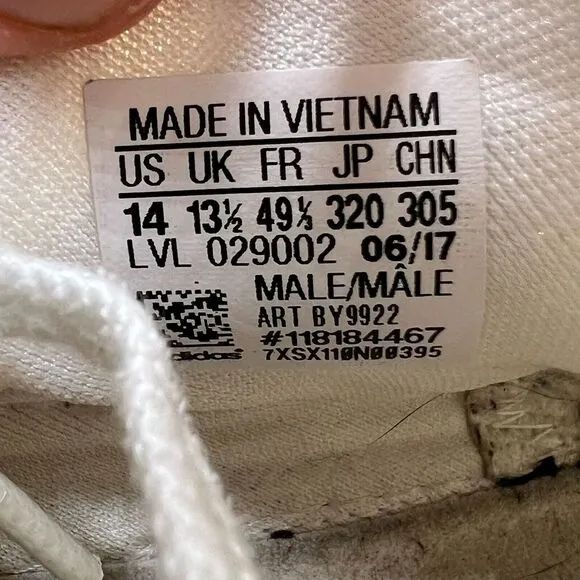 MADE IN VIETNAM
US UK FR JP CHN
14 13½ 49⅓ 320 305
LVL 029002 06/17
MALE/MÂLE
ART BY9922
#118184467
adidas 7XSX110N00395